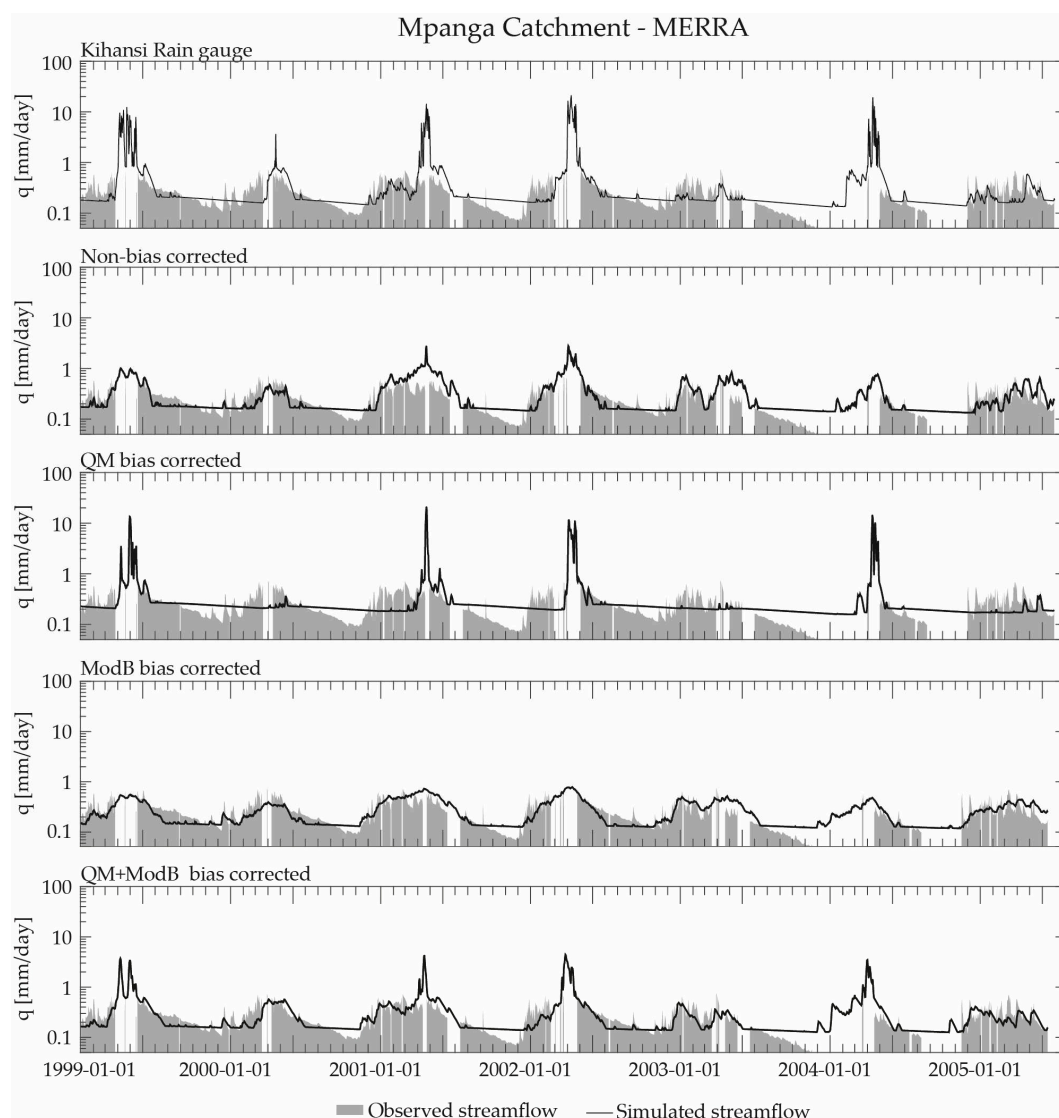 Mpanga Catchment - MERRA
Kihansi Rain gauge
100
10
1
0.1
q [mm/day]
Non-bias corrected
100
10
1
0.1
q [mm/day]
QM bias corrected
100
10
1
0.1
q [mm/day]
ModB bias corrected
100
10
1
0.1
q [mm/day]
QM+ModB bias corrected
100
10
1
0.1
q [mm/day]
1999-01-01 2000-01-01 2001-01-01 2002-01-01 2003-01-01 2004-01-01 2005-01-01
Observed streamflow Simulated streamflow